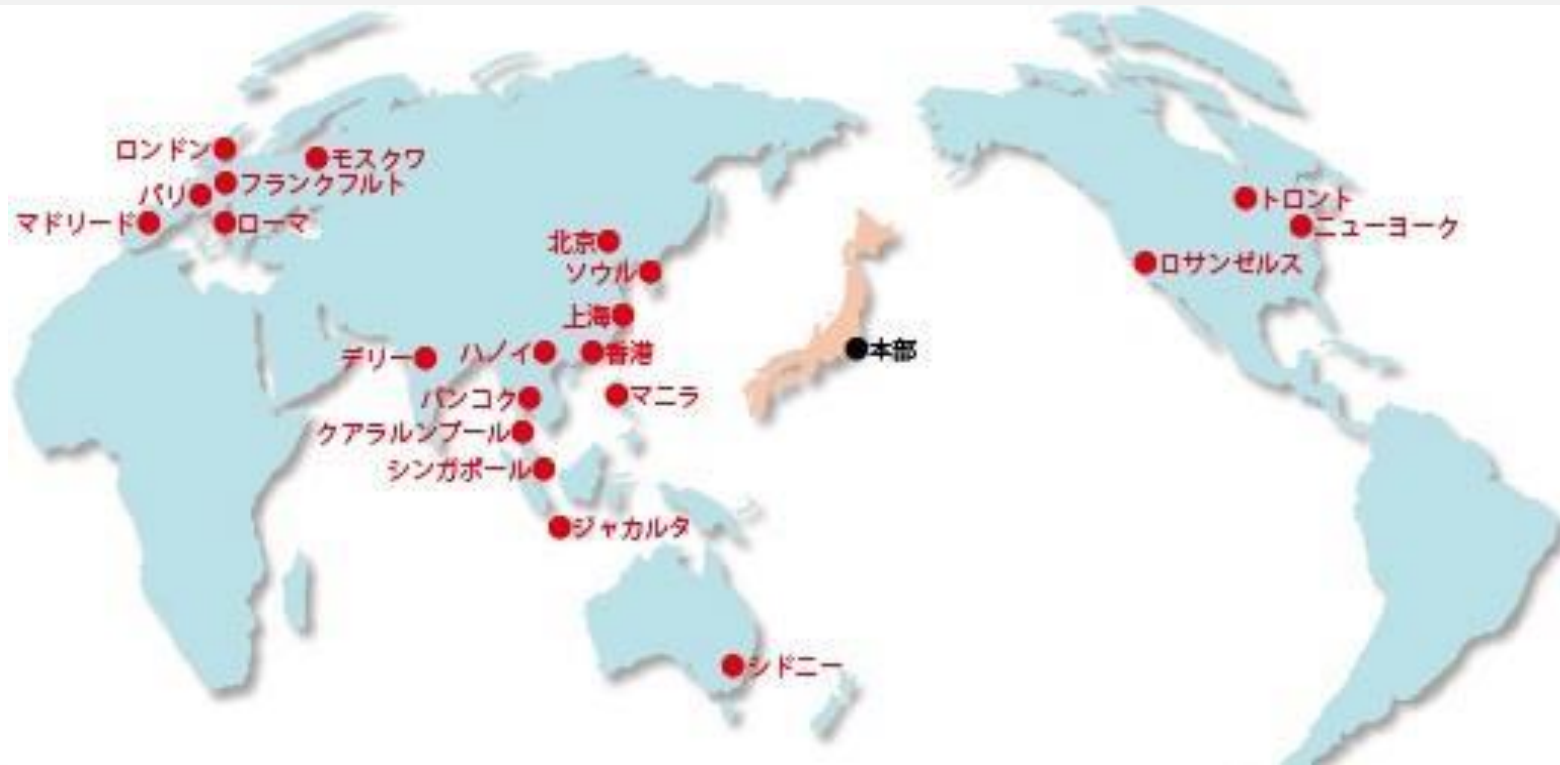 ロンドン
モスクワ
フランクフルト
パリ
マドリード
ローマ
北京
ソウル
上海
デリー
ハノイ
香港
バンコク
マニラ
クアラルンプール
シンガポール
ジャカルタ
シドニー
本部
トロント
ニューヨーク
ロサンゼルス